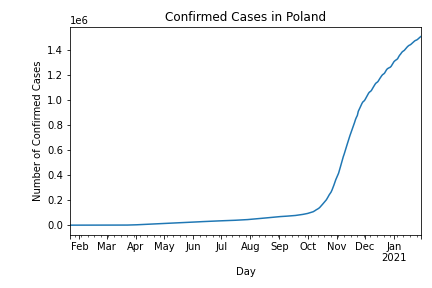 Confirmed Cases in Poland
1e6
1.4
1.2
1.0
0.8
0.6
0.4
0.2
0.0
Number of Confirmed Cases
Feb Mar Apr May Jun Jul Aug Sep Oct Nov Dec Jan
2021
Day